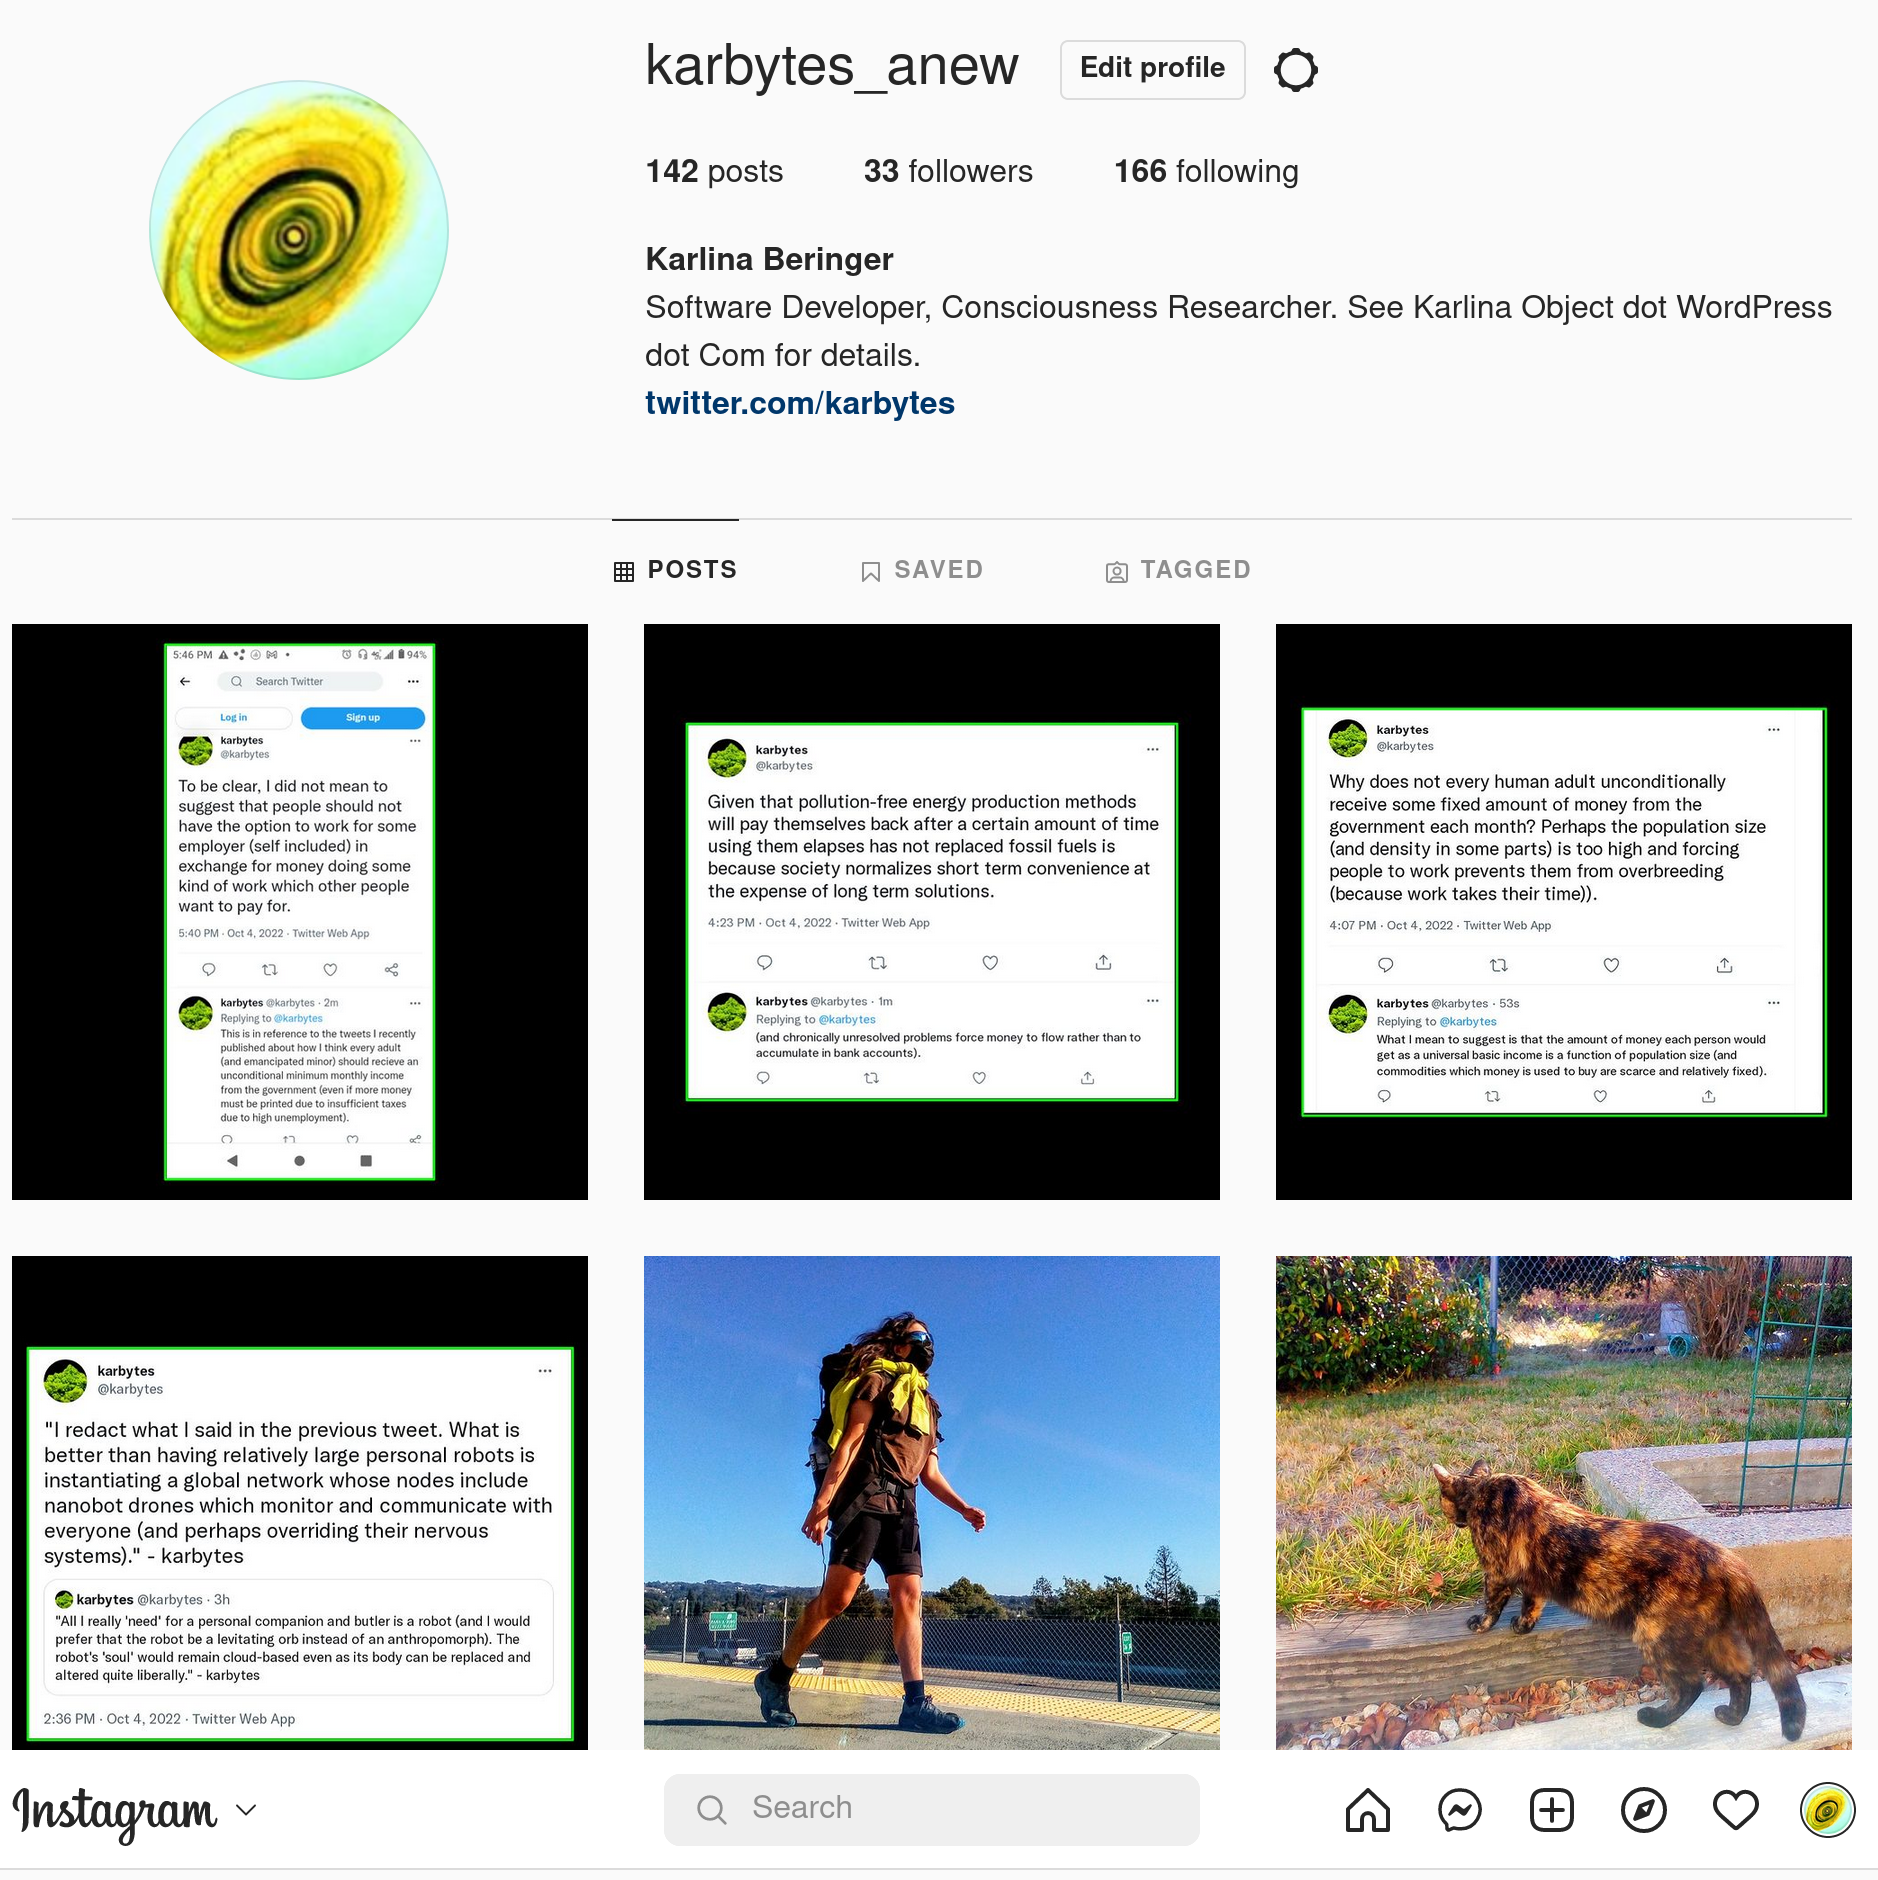 karbytes_anew
Edit profile
142 posts 33 followers 166 following
Karlina Beringer
Software Developer, Consciousness Researcher. See Karlina Object dot WordPress
dot Com for details.
twitter.com/karbytes
POSTS SAVED TAGGED
5:46 PM 94%
Search Twitter
Log in Sign up
karbytes
@karbytes
To be clear, I did not mean to
suggest that people should not
have the option to work for some
employer (self included) in
exchange for money doing some
kind of work which other people
want to pay for.
5:40 PM · Oct 4, 2022 · Twitter Web App
karbytes @karbytes · 2m
Replying to @karbytes
This is in reference to the tweets I recently
published about how I think every adult
(and emancipated minor) should recieve an
unconditional minimum monthly income
from the government (even if more money
must be printed due to insufficient taxes
due to high unemployment).
karbytes
@karbytes
Given that pollution-free energy production methods
will pay themselves back after a certain amount of time
using them elapses has not replaced fossil fuels is
because society normalizes short term convenience at
the expense of long term solutions.
4:23 PM · Oct 4, 2022 · Twitter Web App
karbytes @karbytes · 1m
Replying to @karbytes
(and chronically unresolved problems force money to flow rather than to
accumulate in bank accounts).
karbytes
@karbytes
Why does not every human adult unconditionally
receive some fixed amount of money from the
government each month? Perhaps the population size
(and density in some parts) is too high and forcing
people to work prevents them from overbreeding
(because work takes their time)).
4:07 PM · Oct 4, 2022 · Twitter Web App
karbytes @karbytes · 53s
Replying to @karbytes
What I mean to suggest is that the amount of money each person would
get as a universal basic income is a function of population size (and
commodities which money is used to buy are scarce and relatively fixed).
karbytes
@karbytes
"I redact what I said in the previous tweet. What is
better than having relatively large personal robots is
instantiating a global network whose nodes include
nanobot drones which monitor and communicate with
everyone (and perhaps overriding their nervous
systems)." - karbytes
karbytes @karbytes · 3h
"All I really 'need' for a personal companion and butler is a robot (and I would
prefer that the robot be a levitating orb instead of an anthropomorph). The
robot's 'soul' would remain cloud-based even as its body can be replaced and
altered quite liberally." - karbytes
2:36 PM · Oct 4, 2022 · Twitter Web App
Instagram
Search